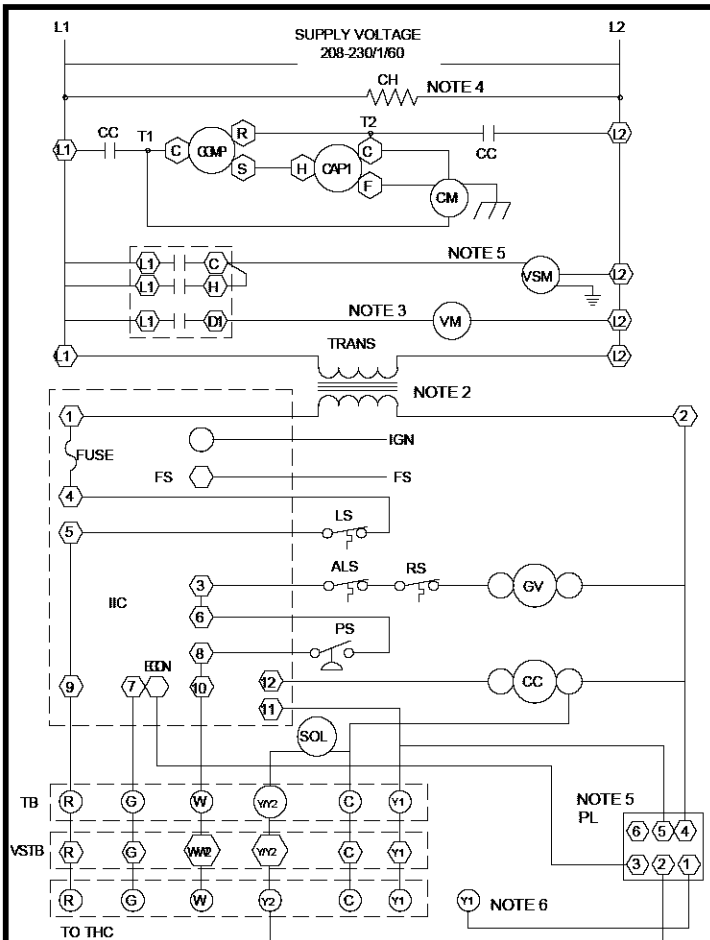 L1 SUPPLY VOLTAGE L2
208-230/1/60
CH NOTE 4
CC T1 R T2
L1 C COMP C CC L2
S H CAP1 F CM
L1 C NOTE 5
L1 H VSM L2
NOTE 3
L1 D1 VM L2
TRANS
L1 L2
NOTE 2
1 2
IGN
FUSE
FS FS
4
LS
5
ALS RS
3 GV
IIC
6
PS
8
ECON
9 7 10 12 CC
11
SOL
TB R G W Y/Y2 C Y1 NOTE 5
PL
6 5 4
VSTB R G W/W2 Y/Y2 C Y1
3 2 1
R G W Y2 C Y1 Y1 NOTE 6
TO THC